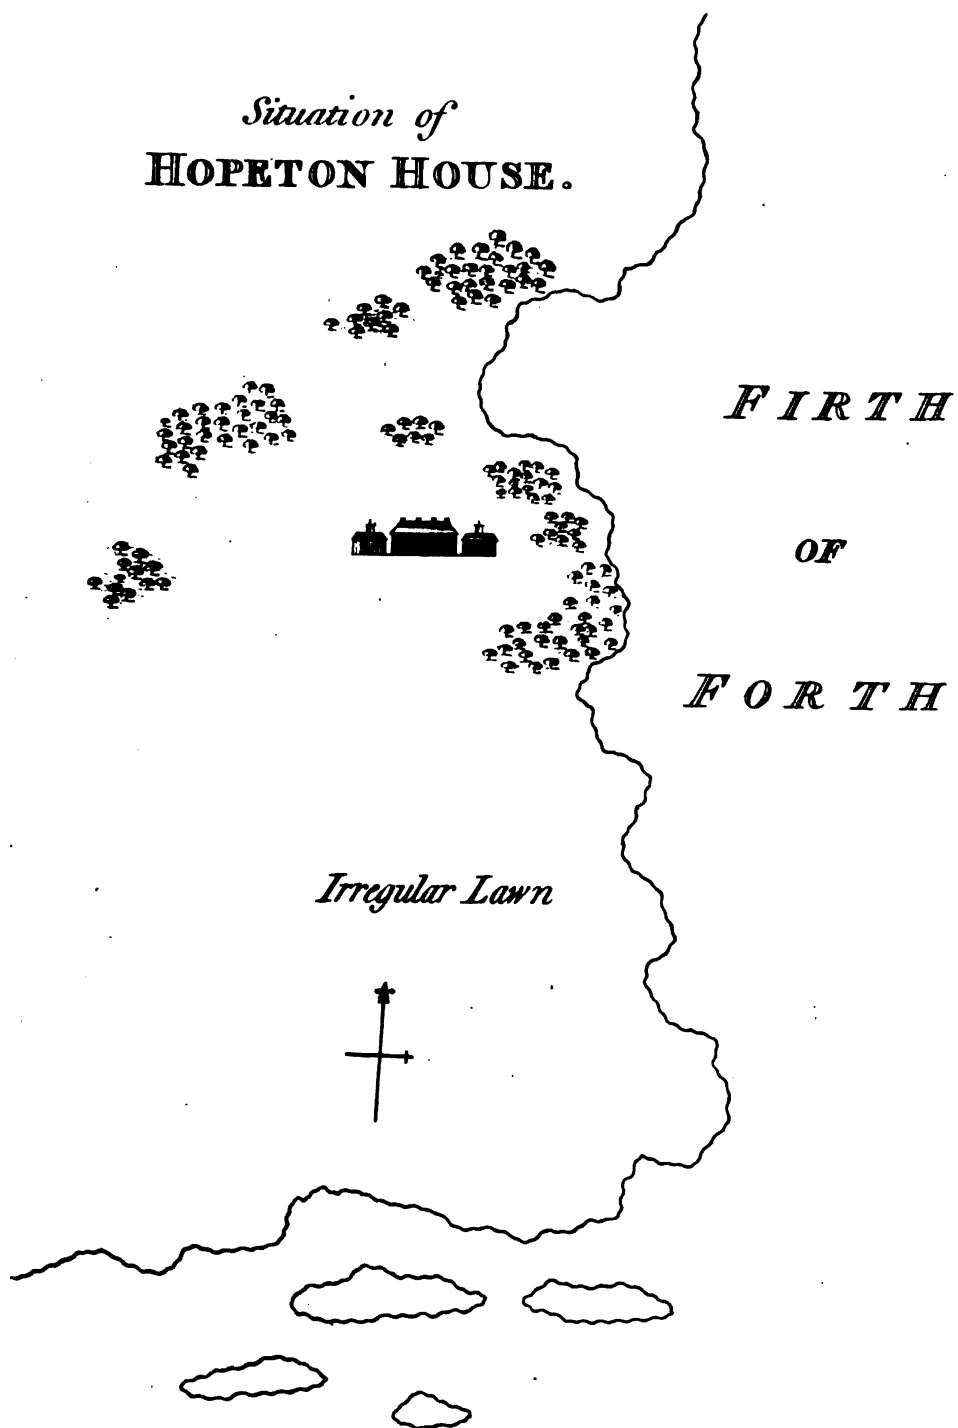 Situation of
HOPETON HOUSE.
FIRTH
OF
FORTH
Irregular Lawn